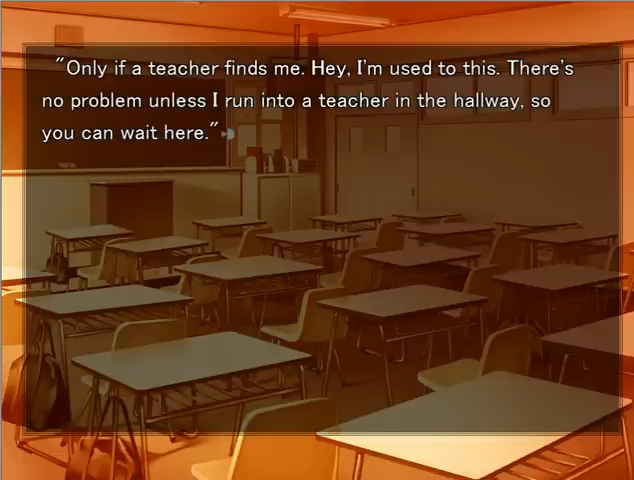 "Only if a teacher finds me. Hey, I'm used to this. There's
no problem unless I run into a teacher in the hallway, so
you can wait here."